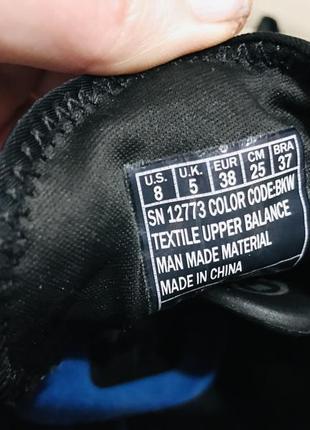 U.S. U.K. EUR CM BRA
8 5 38 25 37
SN 12773 COLOR CODE:BKW
TEXTILE UPPER BALANCE
MAN MADE MATERIAL
MADE IN CHINA